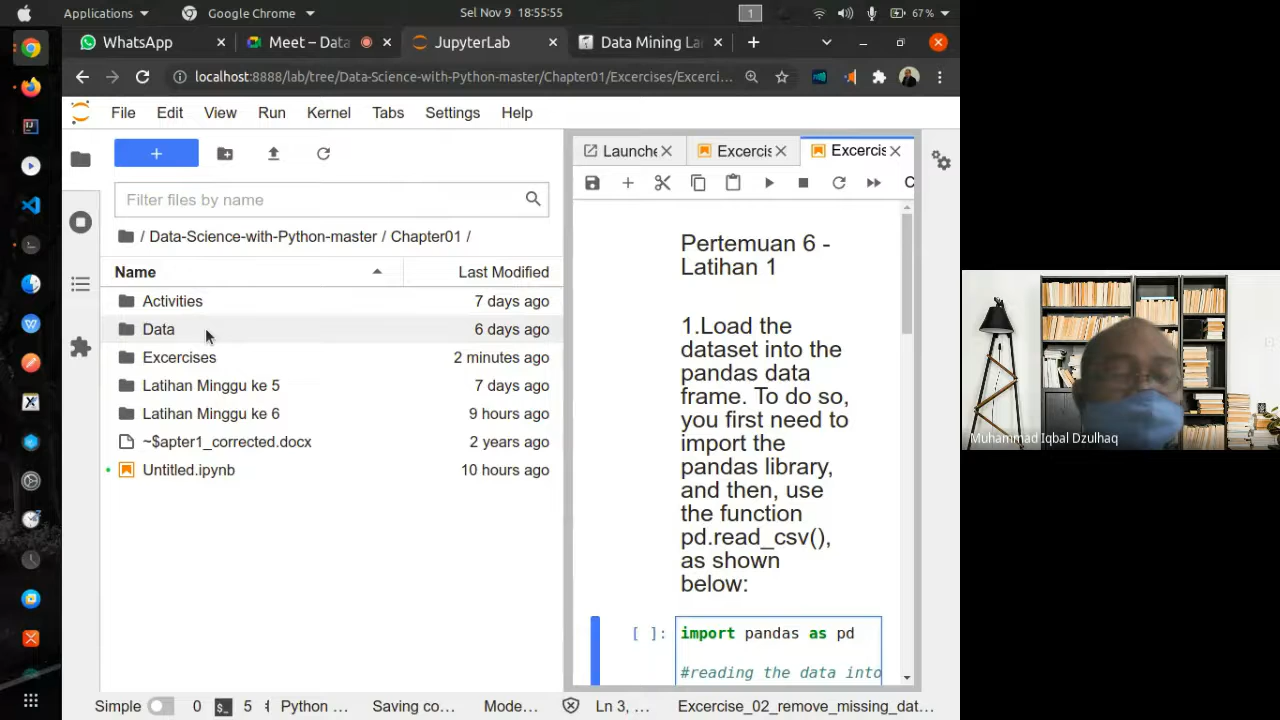 Applications
Google Chrome
Sel Nov 9 18:55:55
1
67%
WhatsApp
Meet – Data
JupyterLab
Data Mining La
localhost:8888/lab/tree/Data-Science-with-Python-master/Chapter01/Excercises/Excerci...
File Edit View Run Kernel Tabs Settings Help
Filter files by name
/ Data-Science-with-Python-master / Chapter01 /
Name Last Modified
Activities 7 days ago
Data 6 days ago
Excercises 2 minutes ago
Latihan Minggu ke 5 7 days ago
Latihan Minggu ke 6 9 hours ago
~$apter1_corrected.docx 2 years ago
Untitled.ipynb 10 hours ago
Launche
Excercis
Excercis
C
Pertemuan 6 -
Latihan 1
1.Load the
dataset into the
pandas data
frame. To do so,
you first need to
import the
pandas library,
and then, use
the function
pd.read_csv(),
as shown
below:
[ ]: import pandas as pd
#reading the data into
Simple 0 $_ 5 Python ... Saving co... Mode... Ln 3, ... Excercise_02_remove_missing_dat...
Muhammad Iqbal Dzulhaq